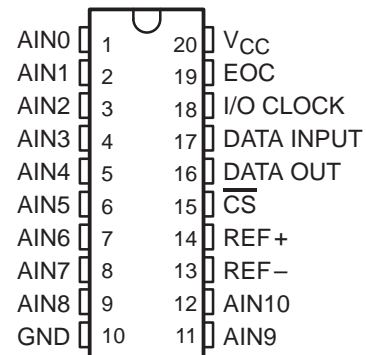 AIN0 1 20 VCC
AIN1 2 19 EOC
AIN2 3 18 I/O CLOCK
AIN3 4 17 DATA INPUT
AIN4 5 16 DATA OUT
AIN5 6 15 C̅S̅
AIN6 7 14 REF+
AIN7 8 13 REF–
AIN8 9 12 AIN10
GND 10 11 AIN9